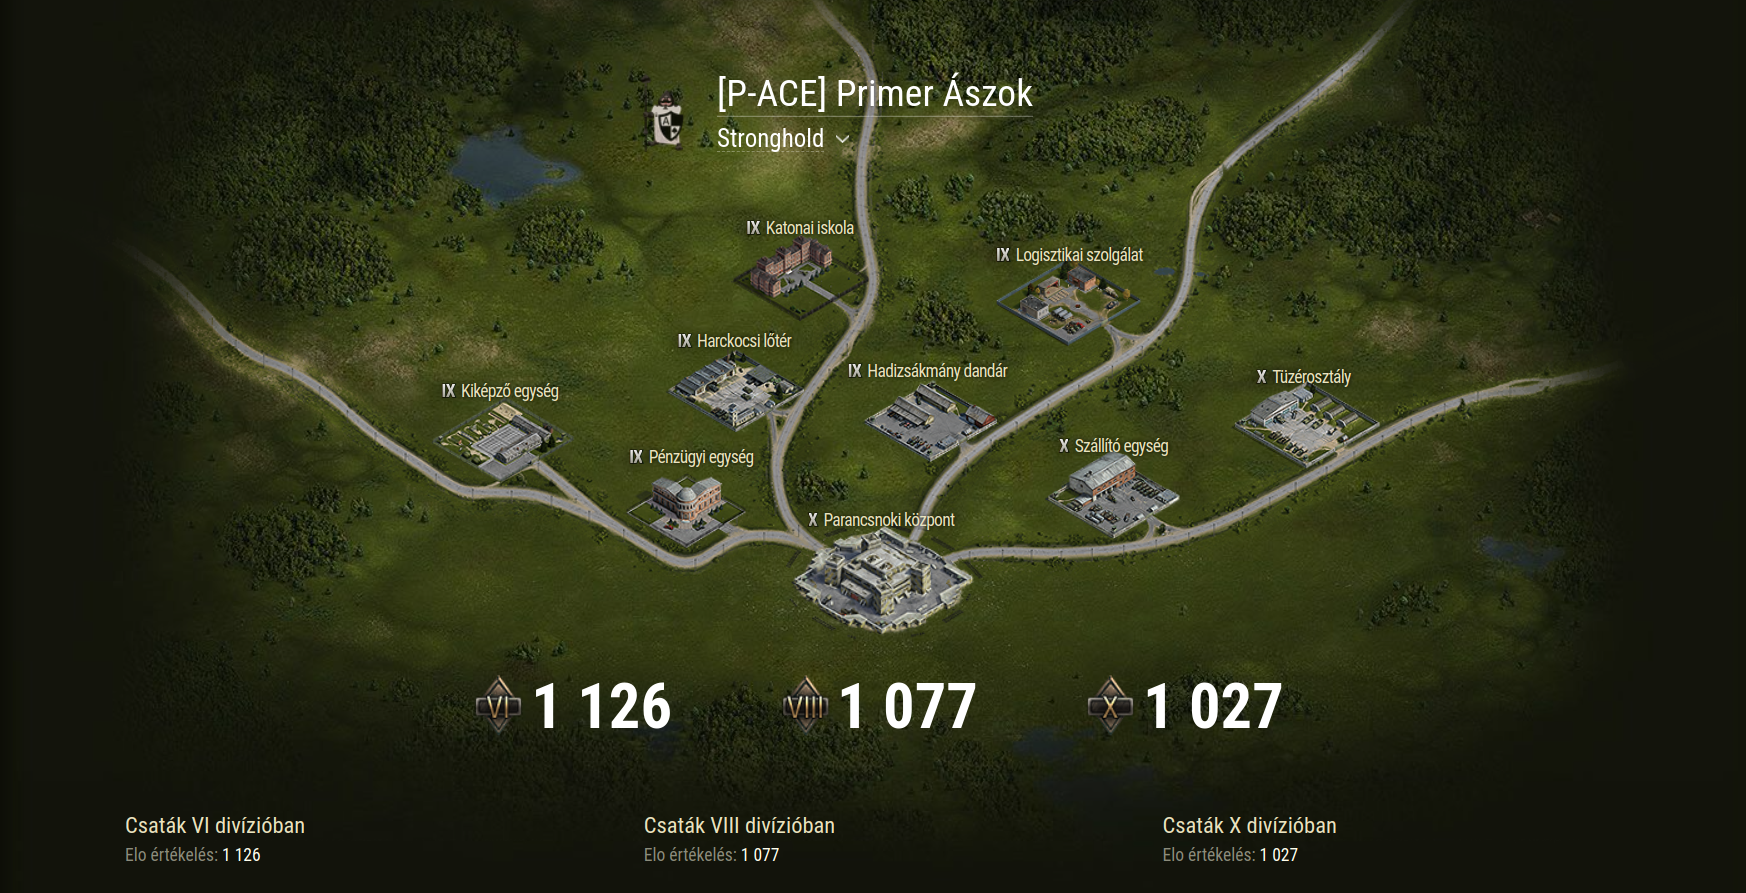 [P-ACE] Primer Ászok
Stronghold
IX Katonai iskola
IX Logisztikai szolgálat
IX Harckocsi lőtér
IX Hadizsákmány dandár
X Tüzérosztály
IX Kiképző egység
X Szállító egység
IX Pénzügyi egység
X Parancsnoki központ
VI 1 126
VIII 1 077
X 1 027
Csaták VI divízióban
Elo értékelés: 1 126
Csaták VIII divízióban
Elo értékelés: 1 077
Csaták X divízióban
Elo értékelés: 1 027